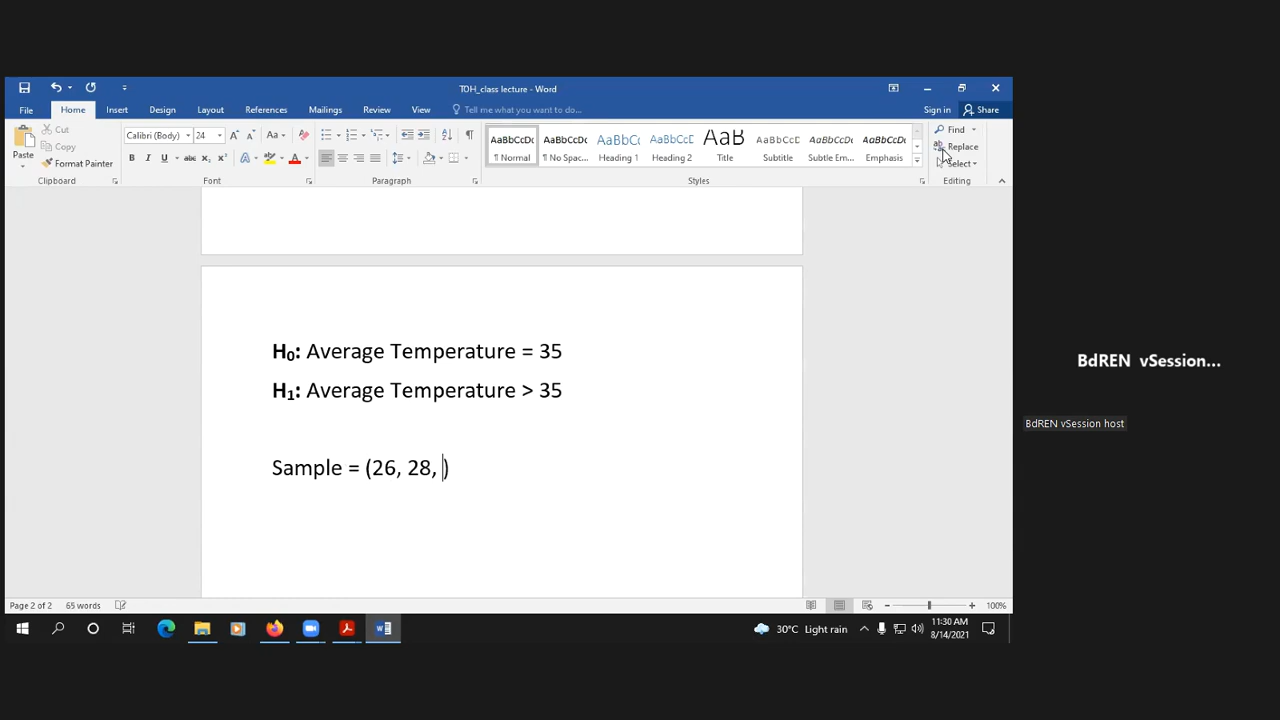 TOH_class lecture - Word
File Home Insert Design Layout References Mailings Review View Tell me what you want to do... Sign in Share
Paste Cut Copy Format Painter
Calibri (Body) 24
AaBbCcDc AaBbCcDc AaBbCc AaBbCcE AaB AaBbCcD AaBbCcDc AaBbCcDc
¶ Normal ¶ No Spac... Heading 1 Heading 2 Title Subtitle Subtle Em... Emphasis
Find Replace Select
Clipboard Font Paragraph Styles Editing
H₀: Average Temperature = 35
H₁: Average Temperature > 35
Sample = (26, 28, )
BdREN vSession...
BdREN vSession host
Page 2 of 2 65 words 100%
30°C Light rain 11:30 AM
8/14/2021